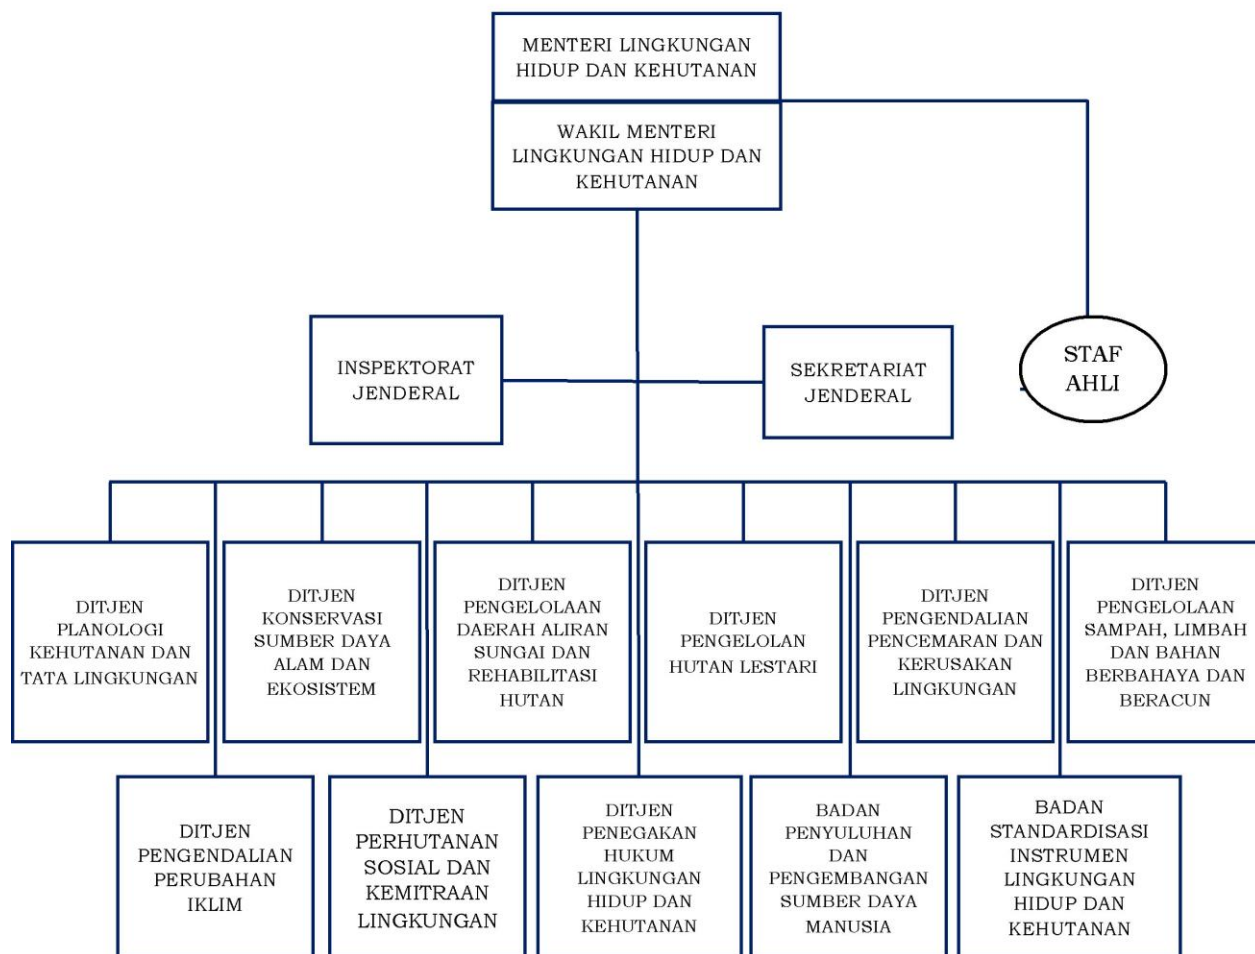 MENTERI LINGKUNGAN
HIDUP DAN KEHUTANAN
WAKIL MENTERI
LINGKUNGAN HIDUP DAN
KEHUTANAN
INSPEKTORAT
JENDERAL
SEKRETARIAT
JENDERAL
STAF
AHLI
DITJEN
PLANOLOGI
KEHUTANAN DAN
TATA LINGKUNGAN
DITJEN
KONSERVASI
SUMBER DAYA
ALAM DAN
EKOSISTEM
DITJEN
PENGELOLAAN
DAERAH ALIRAN
SUNGAI DAN
REHABILITASI
HUTAN
DITJEN
PENGELOLAN
HUTAN LESTARI
DITJEN
PENGENDALIAN
PENCEMARAN DAN
KERUSAKAN
LINGKUNGAN
DITJEN
PENGELOLAAN
SAMPAH, LIMBAH
DAN BAHAN
BERBAHAYA DAN
BERACUN
DITJEN
PENGENDALIAN
PERUBAHAN
IKLIM
DITJEN
PERHUTANAN
SOSIAL DAN
KEMITRAAN
LINGKUNGAN
DITJEN
PENEGAKAN
HUKUM
LINGKUNGAN
HIDUP DAN
KEHUTANAN
BADAN
PENYULUHAN
DAN
PENGEMBANGAN
SUMBER DAYA
MANUSIA
BADAN
STANDARDISASI
INSTRUMEN
LINGKUNGAN
HIDUP DAN
KEHUTANAN